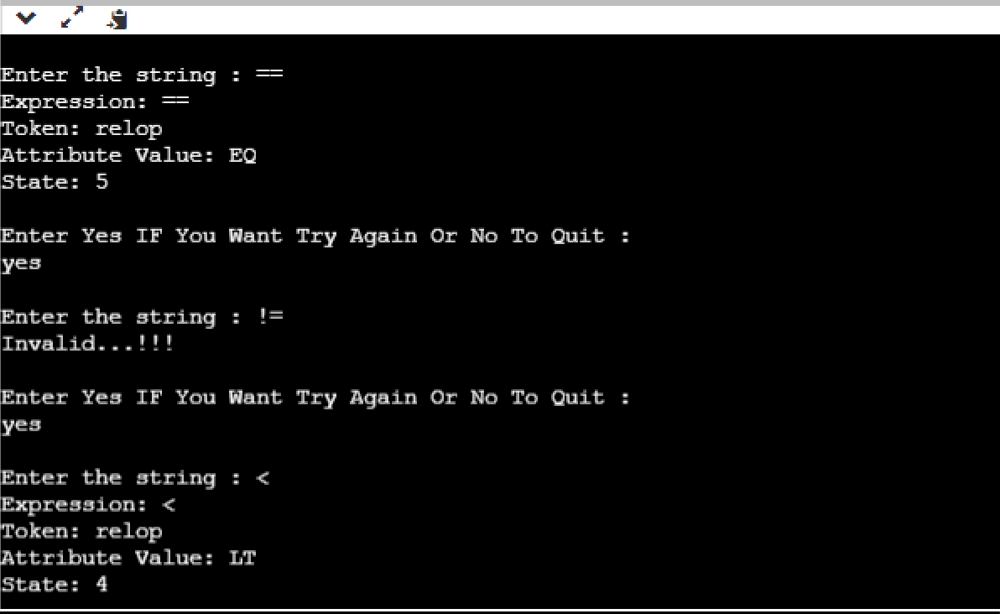 Enter the string : ==
Expression: ==
Token: relop
Attribute Value: EQ
State: 5
Enter Yes IF You Want Try Again Or No To Quit :
yes
Enter the string : !=
Invalid...!!!
Enter Yes IF You Want Try Again Or No To Quit :
yes
Enter the string : <
Expression: <
Token: relop
Attribute Value: LT
State: 4